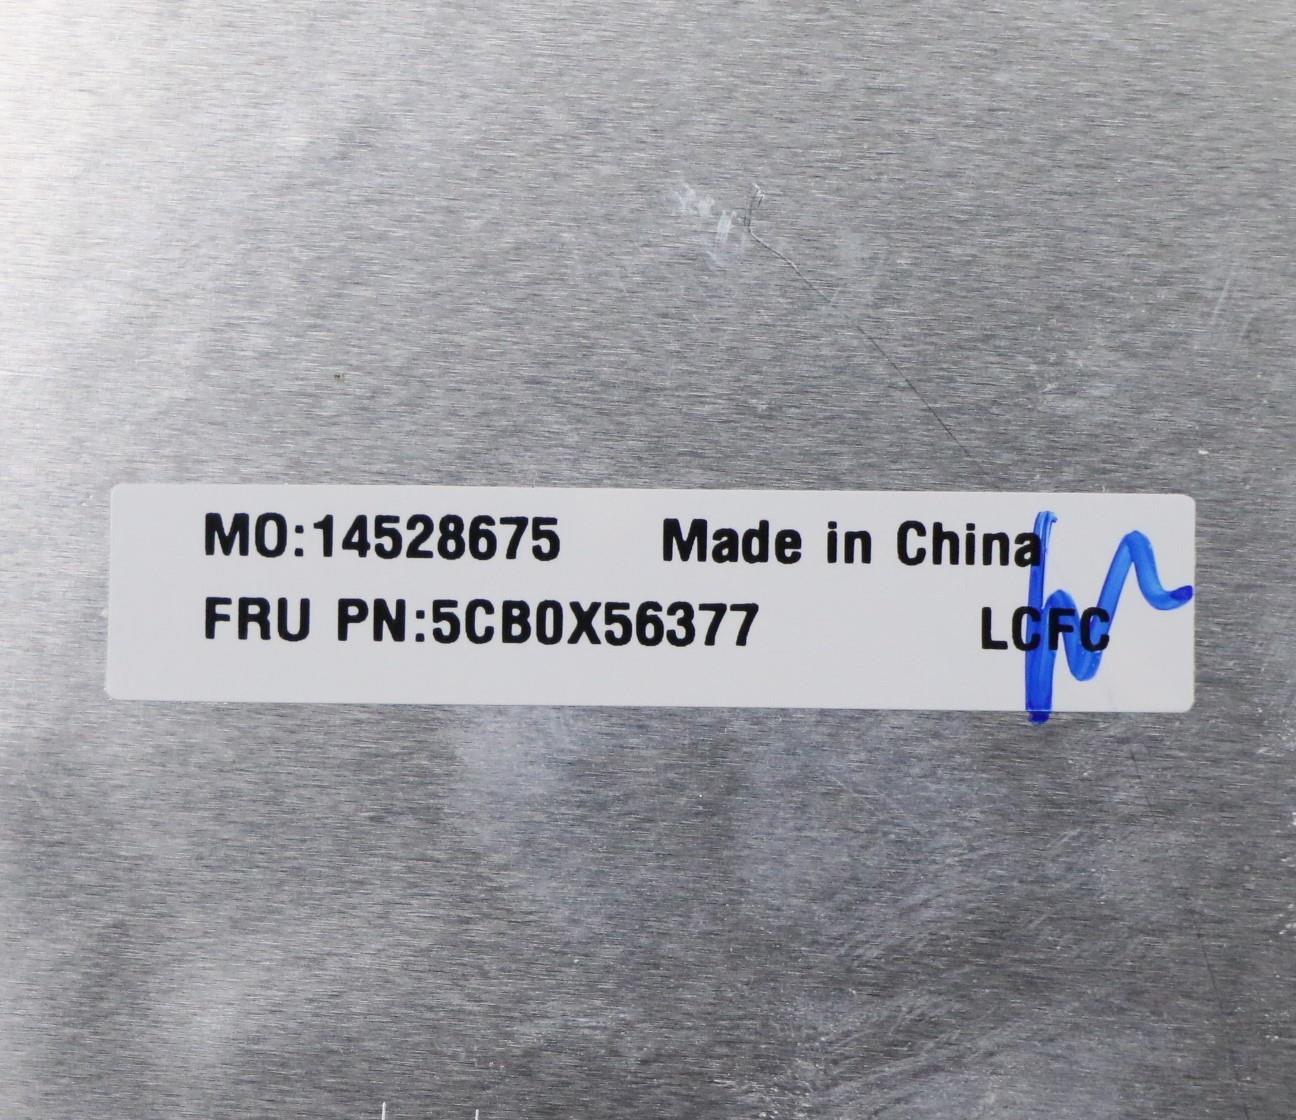 MO:14528675 Made in China
FRU PN:5CB0X56377 LCFC